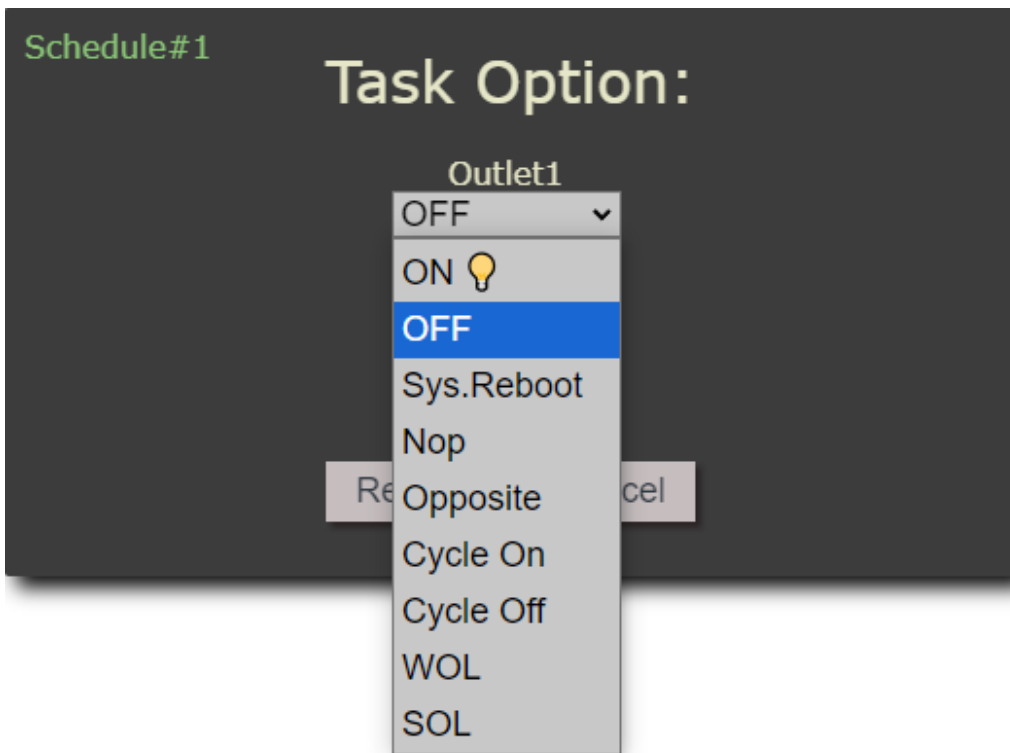 Schedule#1
Task Option:
Outlet1
OFF
ON
OFF
Sys.Reboot
Nop
Opposite
Cycle On
Cycle Off
WOL
SOL